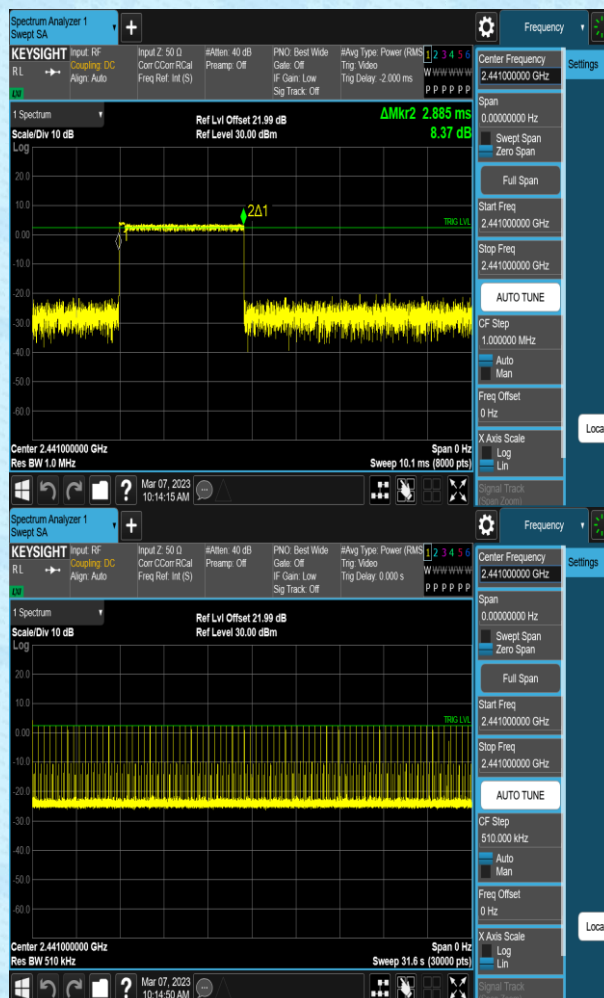 Spectrum Analyzer 1
Swept SA
Frequency
KEYSIGHT Input: RF Input Z: 50 Ω #Atten: 40 dB PNO: Best Wide #Avg Type: Power (RMS 1 2 3 4 5 6
RL Coupling: DC Corr CCorr RCal Preamp: Off Gate: Off Trig: Video W W W W W W
Align: Auto Freq Ref: Int (S) IF Gain: Low Trig Delay: -2.000 ms
Sig Track: Off P P P P P P
1 Spectrum
Scale/Div 10 dB
Ref Lvl Offset 21.99 dB
Ref Level 30.00 dBm
ΔMkr2 2.885 ms
8.37 dB
Log
20.0
10.0
0.00
-10.0
-20.0
-30.0
-40.0
-50.0
-60.0
2Δ1
TRIG LVL
Center 2.441000000 GHz
Res BW 1.0 MHz
Span 0 Hz
Sweep 10.1 ms (8000 pts)
Mar 07, 2023
10:14:15 AM
Center Frequency
2.441000000 GHz
Settings
Span
0.00000000 Hz
Swept Span
Zero Span
Full Span
Start Freq
2.441000000 GHz
Stop Freq
2.441000000 GHz
AUTO TUNE
CF Step
1.000000 MHz
Auto
Man
Freq Offset
0 Hz
X Axis Scale
Log
Lin
Loca
Signal Track
(Span Zoom)
Spectrum Analyzer 1
Swept SA
Frequency
KEYSIGHT Input: RF Input Z: 50 Ω #Atten: 40 dB PNO: Best Wide #Avg Type: Power (RMS 1 2 3 4 5 6
RL Coupling: DC Corr CCorr RCal Preamp: Off Gate: Off Trig: Video W W W W W W
Align: Auto Freq Ref: Int (S) IF Gain: Low Trig Delay: 0.000 s
Sig Track: Off P P P P P P
1 Spectrum
Scale/Div 10 dB
Ref Lvl Offset 21.99 dB
Ref Level 30.00 dBm
Log
20.0
10.0
0.00
-10.0
-20.0
-30.0
-40.0
-50.0
-60.0
TRIG LVL
Center 2.441000000 GHz
Res BW 510 kHz
Span 0 Hz
Sweep 31.6 s (30000 pts)
Mar 07, 2023
10:14:50 AM
Center Frequency
2.441000000 GHz
Settings
Span
0.00000000 Hz
Swept Span
Zero Span
Full Span
Start Freq
2.441000000 GHz
Stop Freq
2.441000000 GHz
AUTO TUNE
CF Step
510.000 kHz
Auto
Man
Freq Offset
0 Hz
X Axis Scale
Log
Lin
Loca
Signal Track